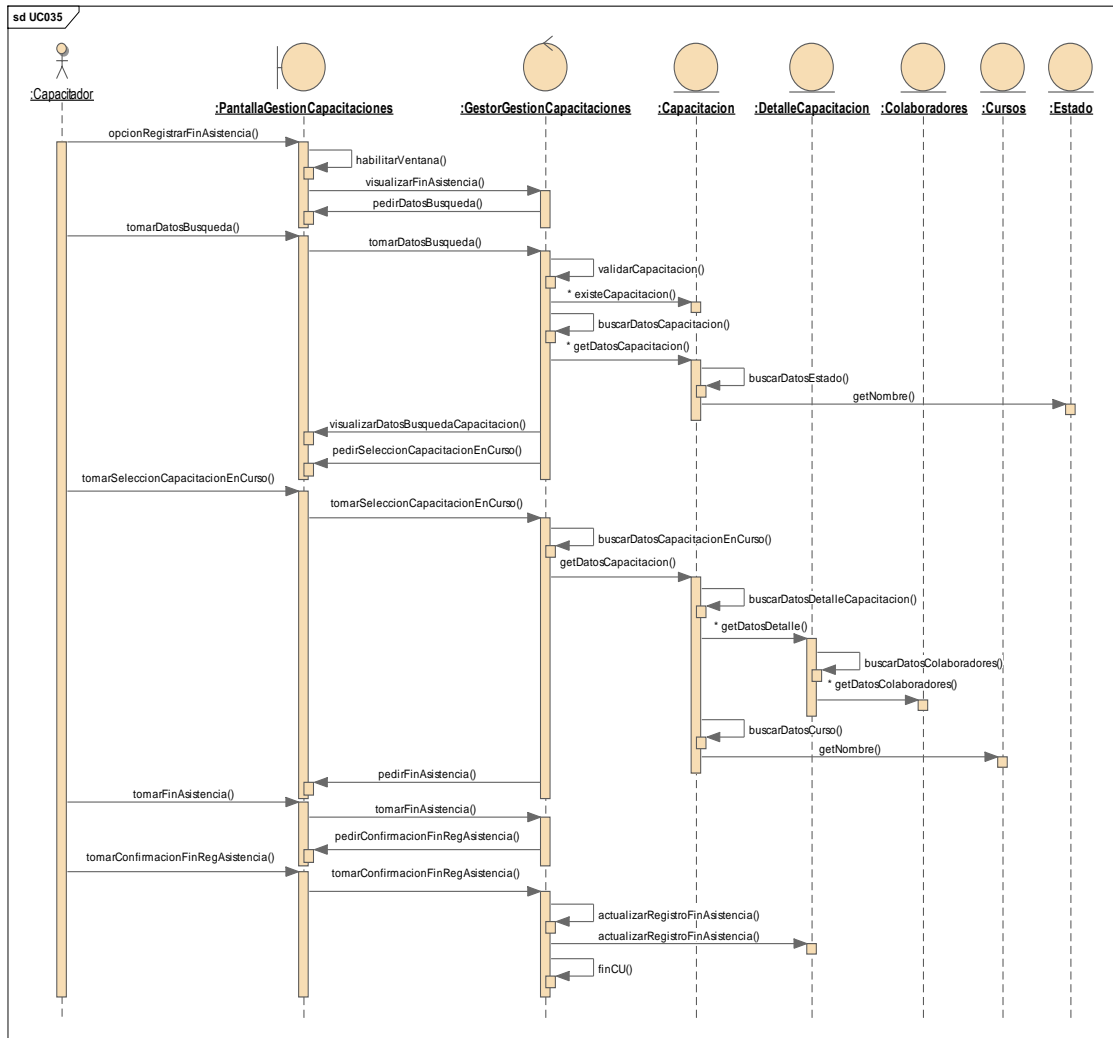 sd UC035
:Capacitador
:PantallaGestionCapacitaciones
:GestorGestionCapacitaciones
:Capacitacion
:DetalleCapacitacion
:Colaboradores
:Cursos
:Estado
opcionRegistrarFinAsistencia()
habilitarVentana()
visualizarFinAsistencia()
pedirDatosBusqueda()
tomarDatosBusqueda()
tomarDatosBusqueda()
validarCapacitacion()
* existeCapacitacion()
buscarDatosCapacitacion()
* getDatosCapacitacion()
buscarDatosEstado()
getNombre()
visualizarDatosBusquedaCapacitacion()
pedirSeleccionCapacitacionEnCurso()
tomarSeleccionCapacitacionEnCurso()
tomarSeleccionCapacitacionEnCurso()
buscarDatosCapacitacionEnCurso()
getDatosCapacitacion()
buscarDatosDetalleCapacitacion()
* getDatosDetalle()
buscarDatosColaboradores()
* getDatosColaboradores()
buscarDatosCurso()
getNombre()
pedirFinAsistencia()
tomarFinAsistencia()
tomarFinAsistencia()
pedirConfirmacionFinRegAsistencia()
tomarConfirmacionFinRegAsistencia()
tomarConfirmacionFinRegAsistencia()
actualizarRegistroFinAsistencia()
actualizarRegistroFinAsistencia()
finCU()